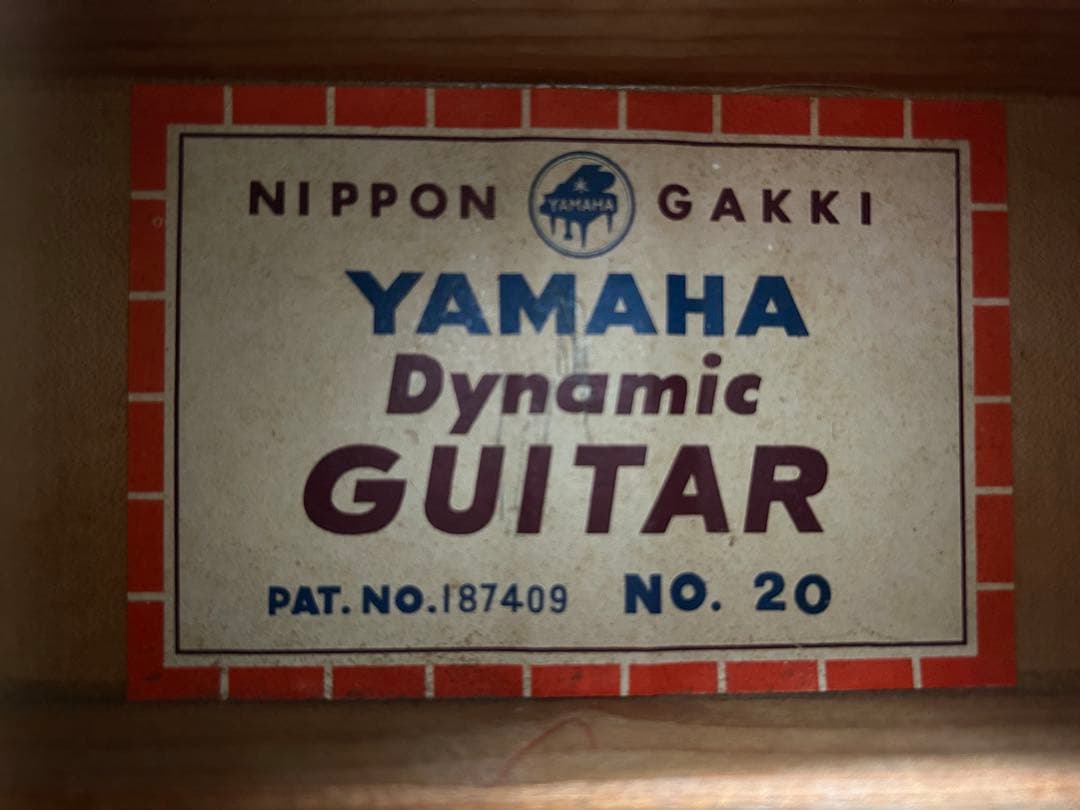 NIPPON YAMAHA GAKKI
YAMAHA
Dynamic
GUITAR
PAT. NO.187409 NO. 20